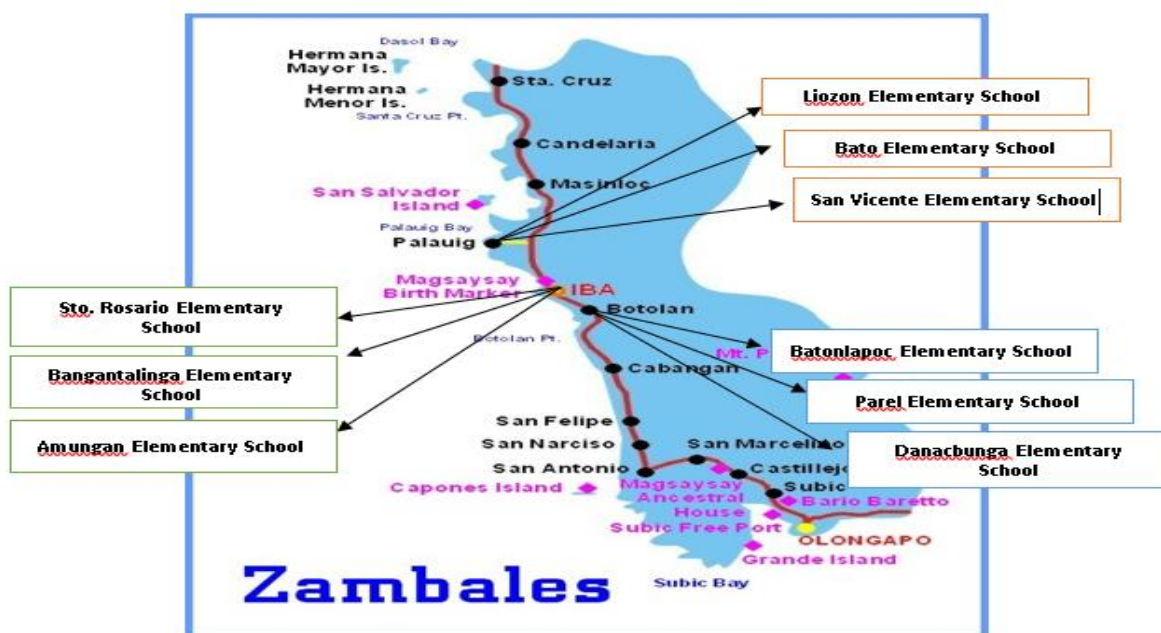 Dasol Bay
Hermana
Mayor Is.
Sta. Cruz
Hermana
Menor Is.
Santa Cruz Pt.
Liozon Elementary School
Candelaria
Bato Elementary School
Masinloc
San Salvador
Island
San Vicente Elementary School
Palauig Bay
Palauig
Magsaysay
Birth Marker
IBA
Sto. Rosario Elementary
School
Botolan
Botolan Pt.
Batonlapoc Elementary School
Mt. P
Cabangan
Bangantalinga Elementary
School
Parel Elementary School
San Felipe
Amungan Elementary School
San Narciso
San Marcelino
Danacbunga Elementary
School
San Antonio
Castillejo
Capones Island
Magsaysay
Ancestral
House
Subic
Bario Baretto
Subic Free Port
OLONGAPO
Grande Island
Zambales
Subic Bay